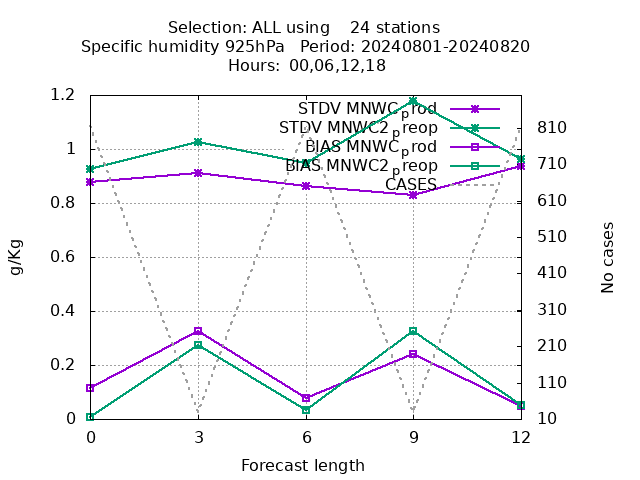 Selection: ALL using    24 stations
Specific humidity 925hPa   Period: 20240801-20240820
Hours: 00,06,12,18
STDV MNWC_prod
STDV MNWC2_preop
BIAS MNWC_prod
BIAS MNWC2_preop
CASES
1.2
1
0.8
0.6
0.4
0.2
0
g/Kg
810
710
610
510
410
310
210
110
10
No cases
0 3 6 9 12
Forecast length